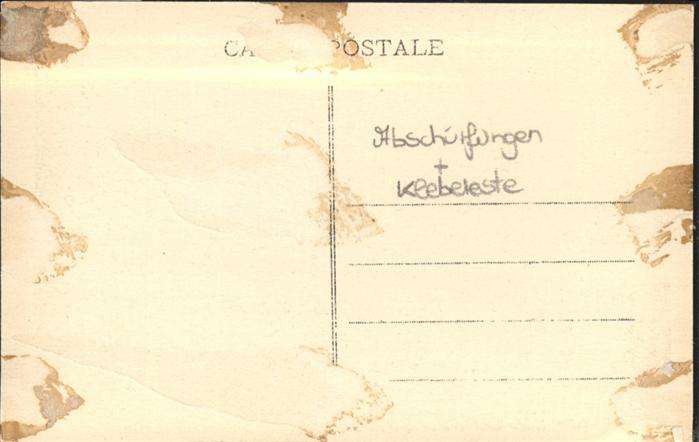 CA POSTALE
Abschürfungen
+
Klebereste